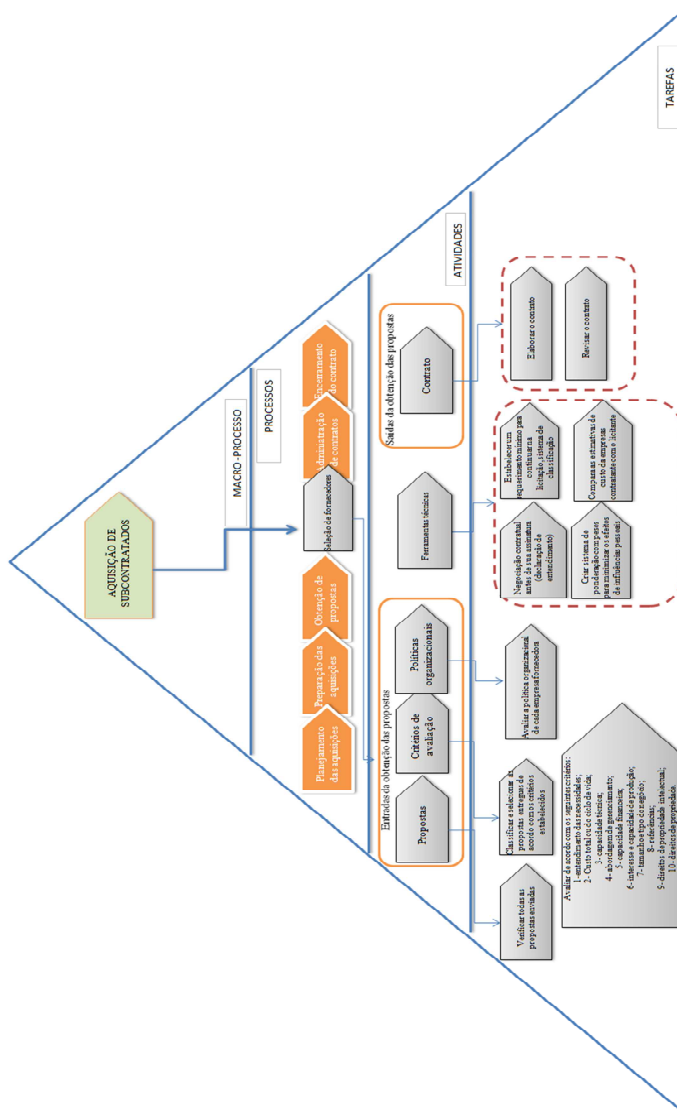 AQUISIÇÃO DE
SUBCONTRATADOS
MACRO - PROCESSO
PROCESSOS
Planejamento
das aquisições
Preparação das
aquisições
Obtenção de
propostas
Seleção de fornecedores
Administração
de contratos
Encerramento
do contrato
Entradas da obtenção das propostas
Propostas
Critérios de
avaliação
Políticas
organizacionais
Ferramentas técnicas
Saídas da obtenção das propostas
Contrato
ATIVIDADES
Verificar todas as
propostas enviadas
Classificar e selecionar as
propostas entregues de
acordo com os critérios
estabelecidos
Avaliar a política organizacional
de cada empresa fornecedora
Negociação contratual
antes de sua assinatura
(declaração de
entendimento)
Estabelecer um
requerimento mínimo para
continuar na
licitação, sistema de
classificação
Criar sistema de
ponderação com pesos
para minimizar os efeitos
de influências pessoais
Comparar as estimativas de
custo da empresas
contratante com o licitante
Elaborar o contrato
Revisar o contrato
Avaliar de acordo com os seguintes critérios:
1-entendimento das necessidades;
2- Custo total ou de ciclo de vida;
3- capacidade técnica;
4- abordagem de gerenciamento;
5- capacidade financeira;
6-interesse e capacidade de produção;
7- tamanho e tipo de negócio;
8- referências;
9-direitos de propriedade intelectual;
10- direitos de propriedade.
TAREFAS